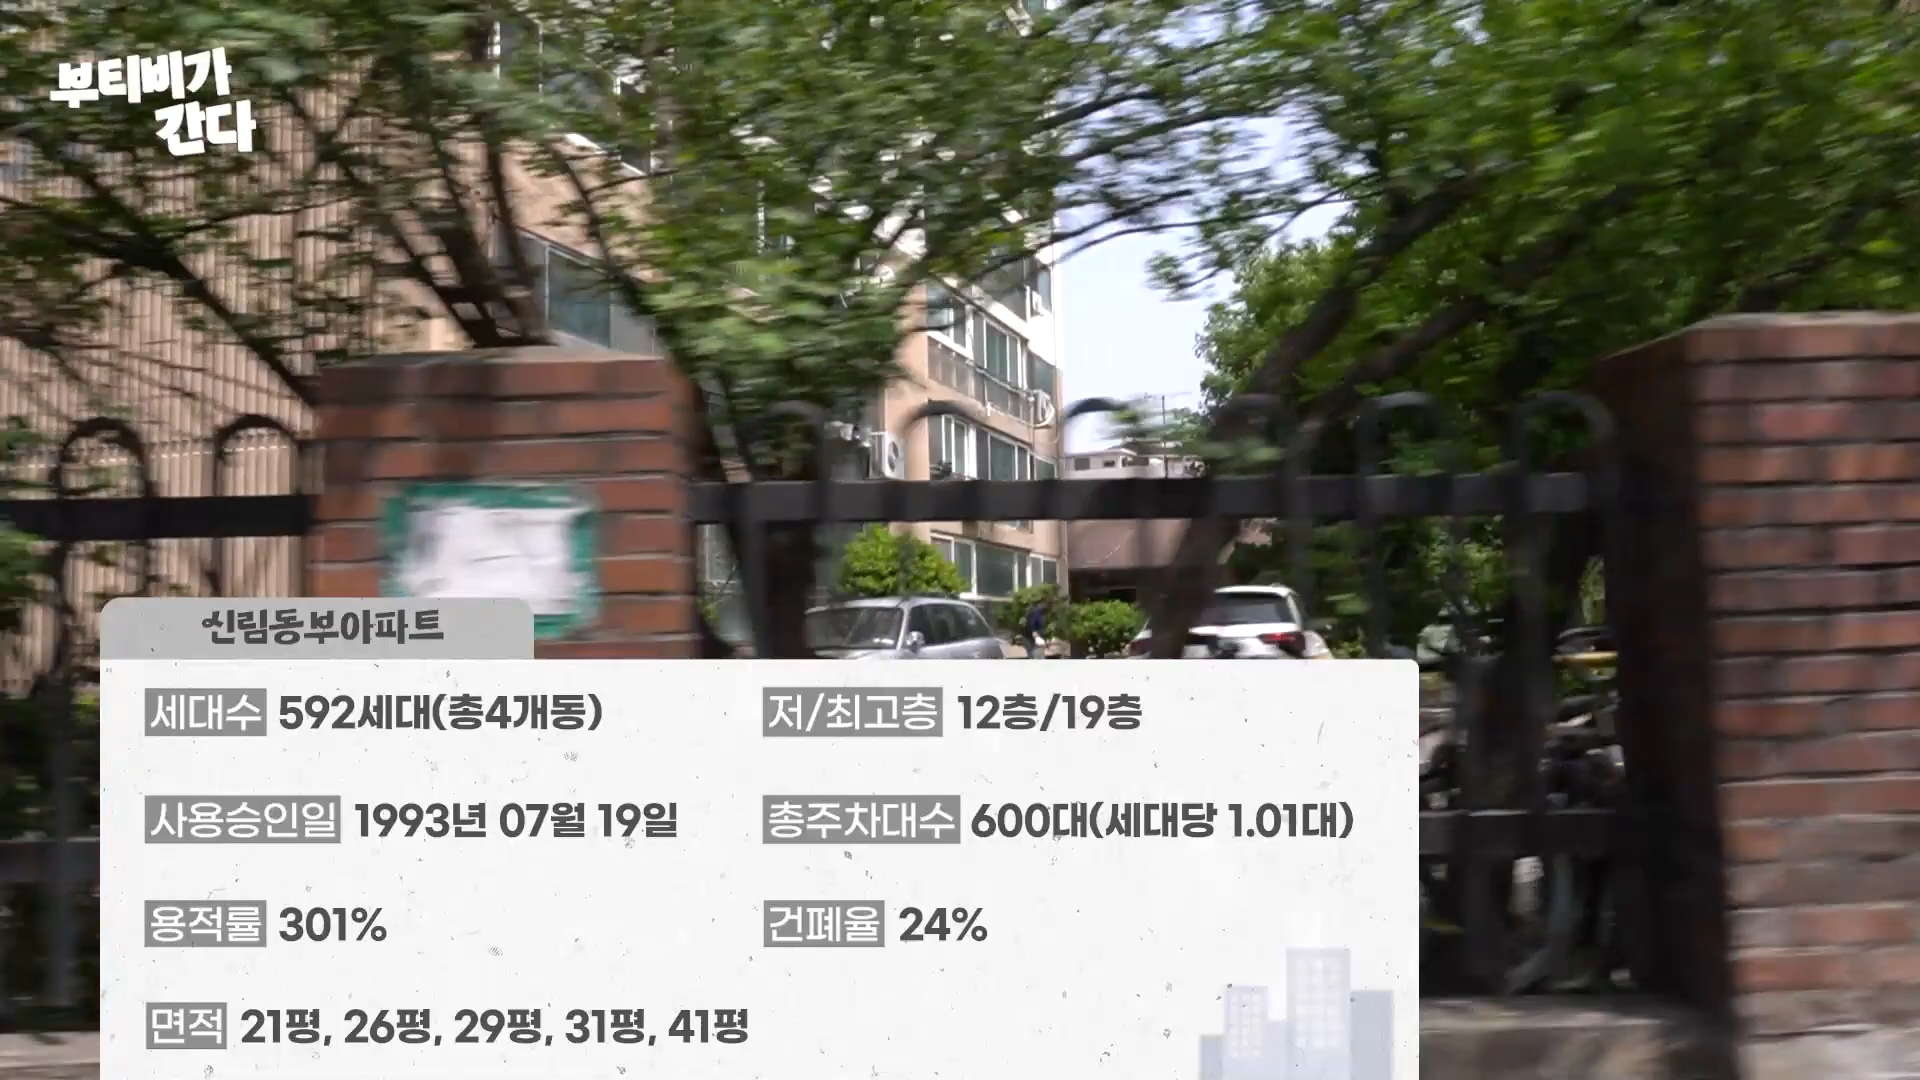 부티비가
간다
신림동부아파트
세대수 592세대(총4개동)
저/최고층 12층/19층
사용승인일 1993년 07월 19일
총주차대수 600대(세대당 1.01대)
용적률 301%
건폐율 24%
면적 21평, 26평, 29평, 31평, 41평